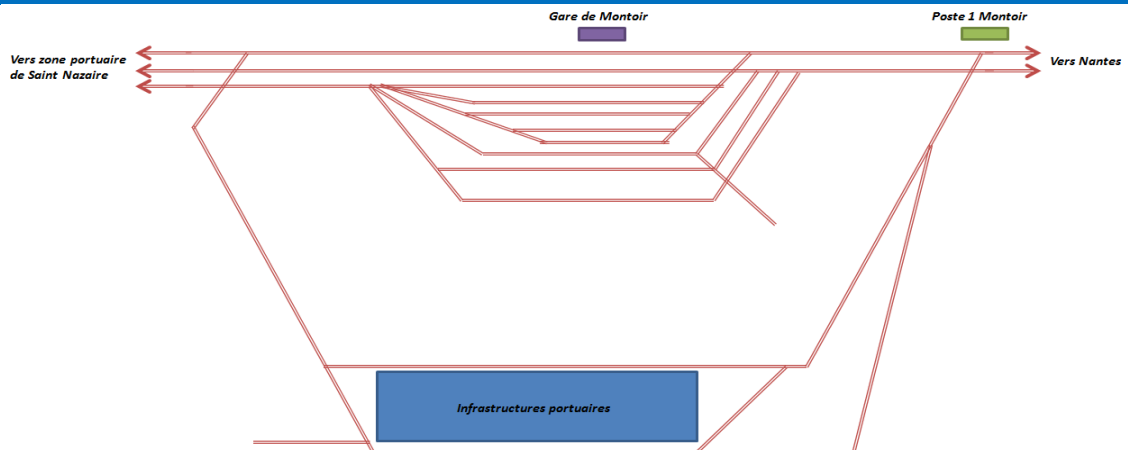 Gare de Montoir
Poste 1 Montoir
Vers zone portuaire
de Saint Nazaire
Vers Nantes
Infrastructures portuaires